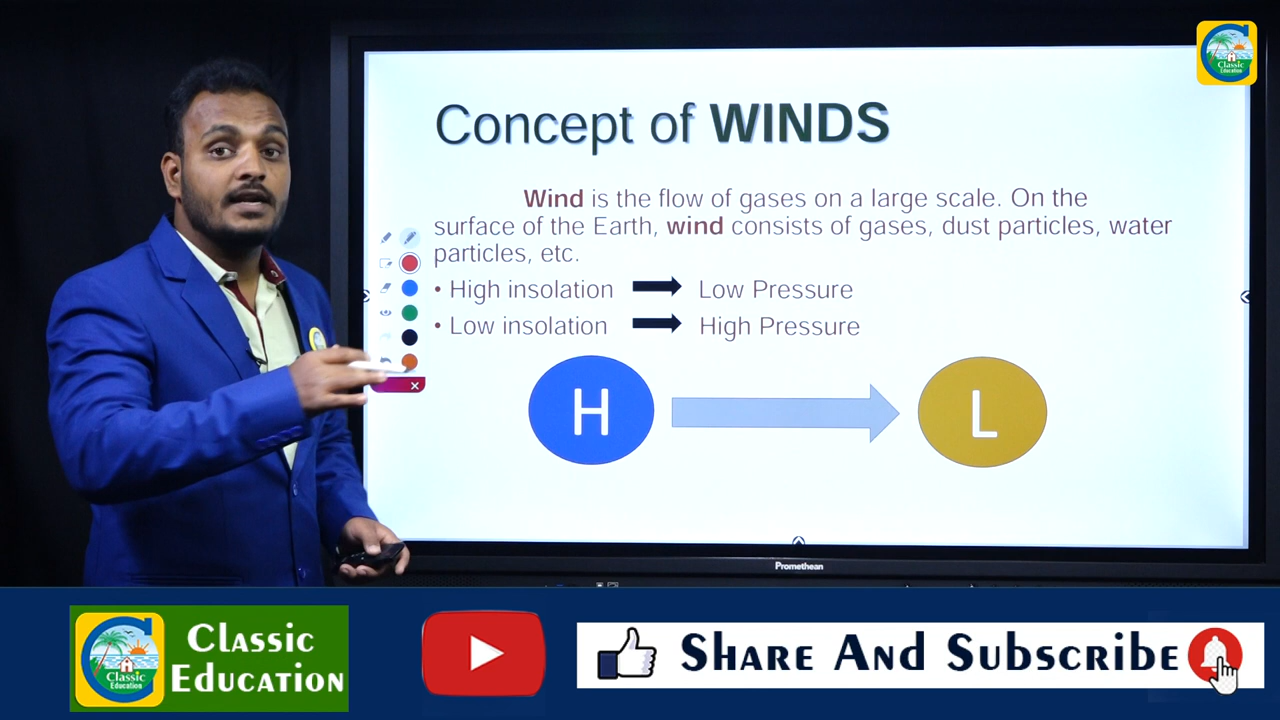 Classic
Education
Concept of WINDS
Wind is the flow of gases on a large scale. On the
surface of the Earth, wind consists of gases, dust particles, water
particles, etc.
• High insolation Low Pressure
• Low insolation High Pressure
H L
Promethean
Classic
Education
Classic
Education
Share And Subscribe